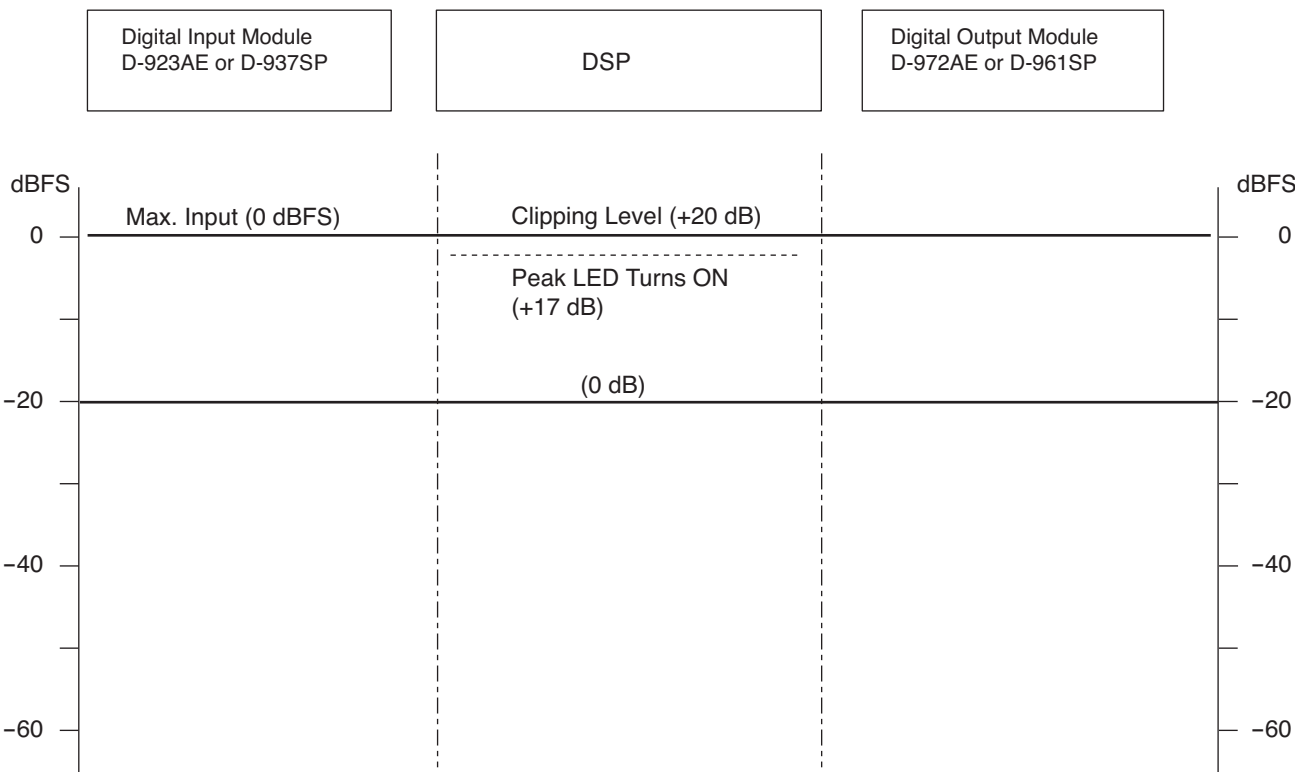 Digital Input Module
D-923AE or D-937SP
DSP
Digital Output Module
D-972AE or D-961SP
dBFS
dBFS
Max. Input (0 dBFS)
Clipping Level (+20 dB)
0
0
Peak LED Turns ON
(+17 dB)
(0 dB)
−20
−20
−40
−40
−60
−60